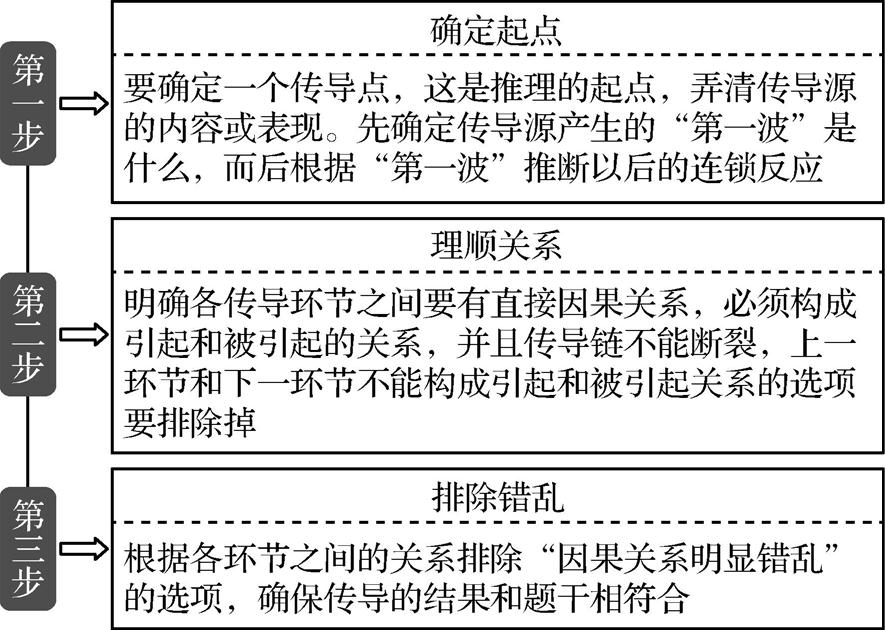 第一步
确定起点
要确定一个传导点，这是推理的起点，弄清传导源
的内容或表现。先确定传导源产生的“第一波”是
什么，而后根据“第一波”推断以后的连锁反应
第二步
理顺关系
明确各传导环节之间要有直接因果关系，必须构成
引起和被引起的关系，并且传导链不能断裂，上一
环节和下一环节不能构成引起和被引起关系的选项
要排除掉
第三步
排除错乱
根据各环节之间的关系排除“因果关系明显错乱”
的选项，确保传导的结果和题干相符合